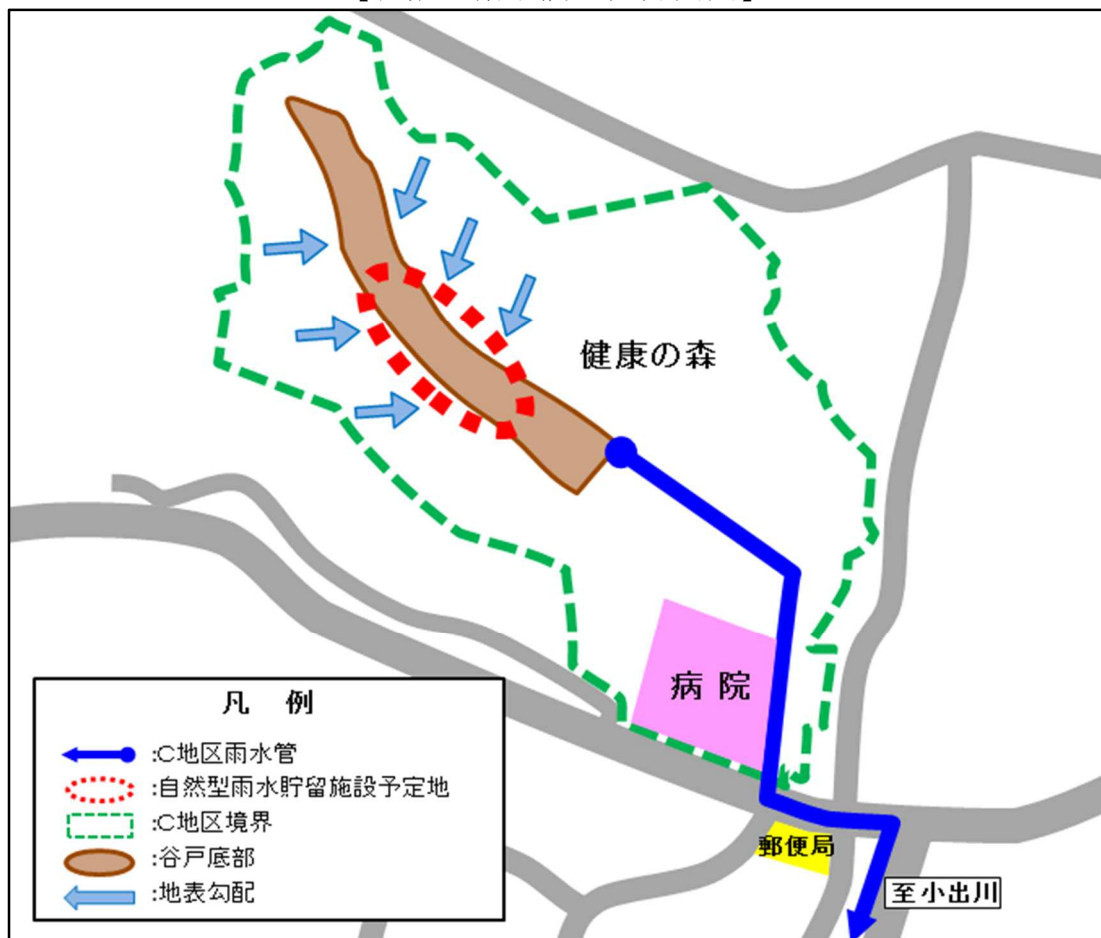 健康の森
病院
凡 例
:C地区雨水管
:自然型雨水貯留施設予定地
:C地区境界
:谷戸底部
:地表勾配
郵便局
至小出川